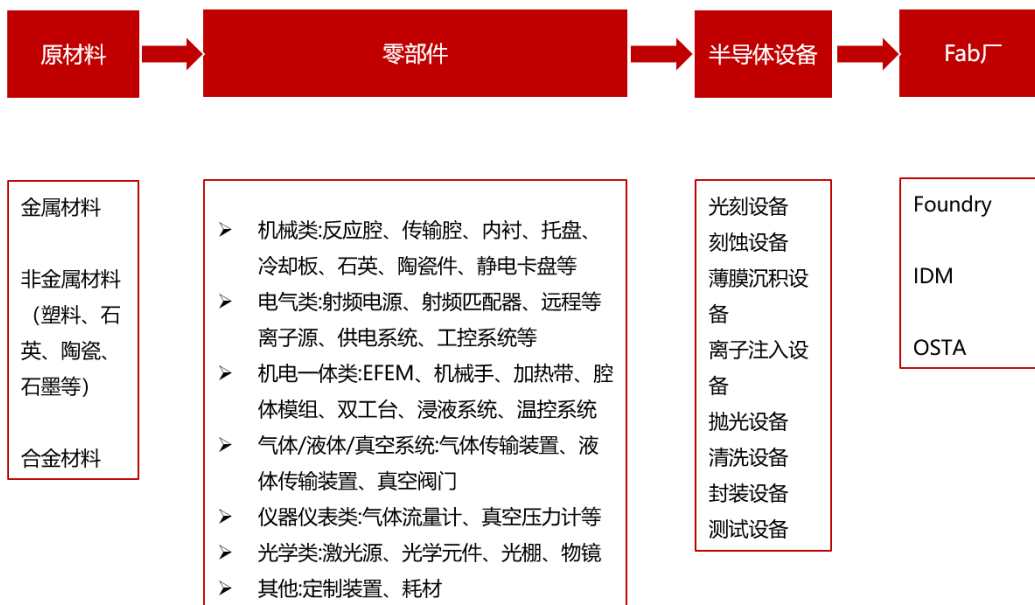 原材料
零部件
半导体设备
Fab厂
金属材料
非金属材料
（塑料、石
英、陶瓷、
石墨等）
合金材料
机械类:反应腔、传输腔、内衬、托盘、
冷却板、石英、陶瓷件、静电卡盘等
电气类:射频电源、射频匹配器、远程等
离子源、供电系统、工控系统等
机电一体类:EFEM、机械手、加热带、腔
体模组、双工台、浸液系统、温控系统
气体/液体/真空系统:气体传输装置、液
体传输装置、真空阀门
仪器仪表类:气体流量计、真空压力计等
光学类:激光源、光学元件、光棚、物镜
其他:定制装置、耗材
光刻设备
刻蚀设备
薄膜沉积设
备
离子注入设
备
抛光设备
清洗设备
封装设备
测试设备
Foundry
IDM
OSTA